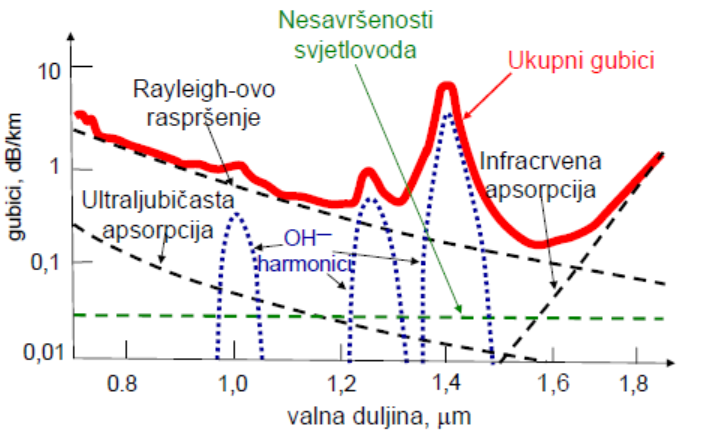 Nesavršenosti
svjetlovoda
Ukupni gubici
Rayleigh-ovo
raspršenje
Infracrvena
apsorpcija
Ultraljubičasta
apsorpcija
OH—
harmonici
gubici, dB/km
10
1
0,1
0,01
0.8
1,0
1,2
1,4
1,6
1,8
valna duljina, μm